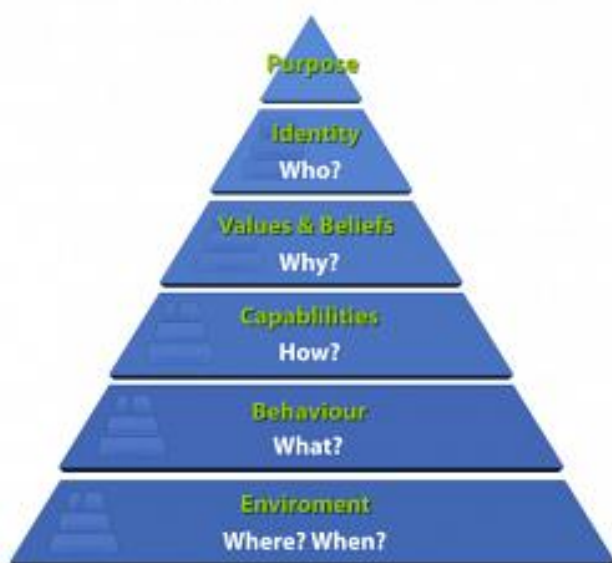 Purpose
Identity
Who?
Values & Beliefs
Why?
Capablilities
How?
Behaviour
What?
Enviroment
Where? When?